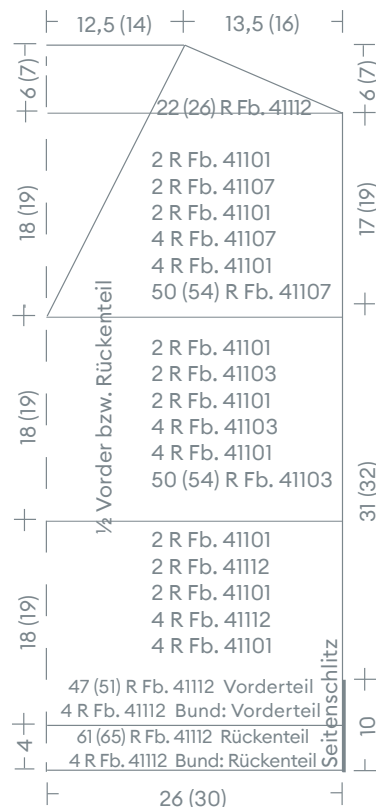 12,5 (14) 13,5 (16)
6 (7)
6 (7)
22 (26) R Fb. 41112
2 R Fb. 41101
2 R Fb. 41107
2 R Fb. 41101
4 R Fb. 41107
4 R Fb. 41101
50 (54) R Fb. 41107
18 (19)
17 (19)
½ Vorder bzw. Rückenteil
2 R Fb. 41101
2 R Fb. 41103
2 R Fb. 41101
4 R Fb. 41103
4 R Fb. 41101
50 (54) R Fb. 41103
18 (19)
31 (32)
2 R Fb. 41101
2 R Fb. 41112
2 R Fb. 41101
4 R Fb. 41112
4 R Fb. 41101
18 (19)
47 (51) R Fb. 41112 Vorderteil
4 R Fb. 41112 Bund: Vorderteil
61 (65) R Fb. 41112 Rückenteil
4 R Fb. 41112 Bund: Rückenteil
Seitenschlitz
4
10
26 (30)